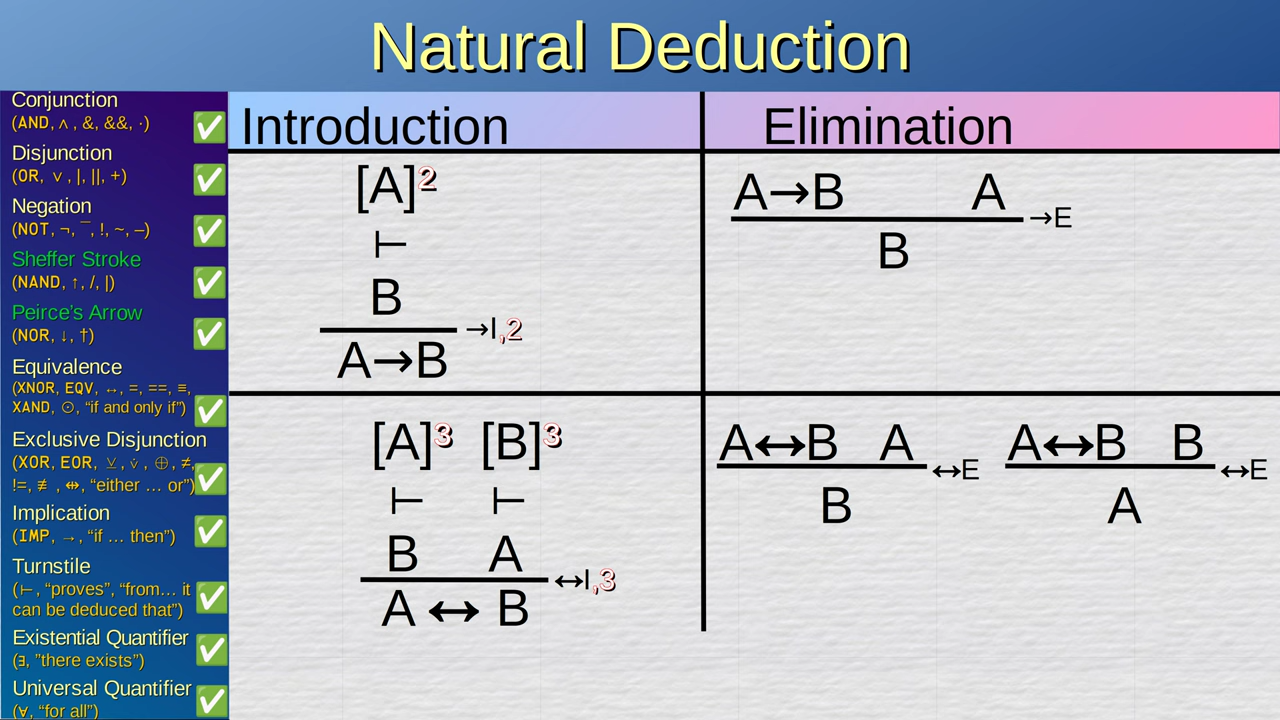 Natural Deduction
Conjunction
(AND, ∧, &, &&, ·)
Disjunction
(OR, ∨, |, ||, +)
Negation
(NOT, ¬, ‾, !, ~, –)
Sheffer Stroke
(NAND, ↑, /, |)
Peirce’s Arrow
(NOR, ↓, †)
Equivalence
(XNOR, EQV, ↔, =, ==, ≡,
XAND, ⊙, “if and only if”)
Exclusive Disjunction
(XOR, EOR, ⊻, ⩒, ⊕, ≠,
!=, ≢, ⇹, “either … or”)
Implication
(IMP, →, “if … then”)
Turnstile
(⊢, “proves”, “from… it
can be deduced that”)
Existential Quantifier
(∃, ”there exists”)
Universal Quantifier
(∀, “for all”)
Introduction
[A]2
⊢
B
→I,2
A→B
[A]3 [B]3
⊢ ⊢
B A
↔I,3
A ↔ B
Elimination
A→B A
→E
B
A↔B A
↔E
B
A↔B B
↔E
A